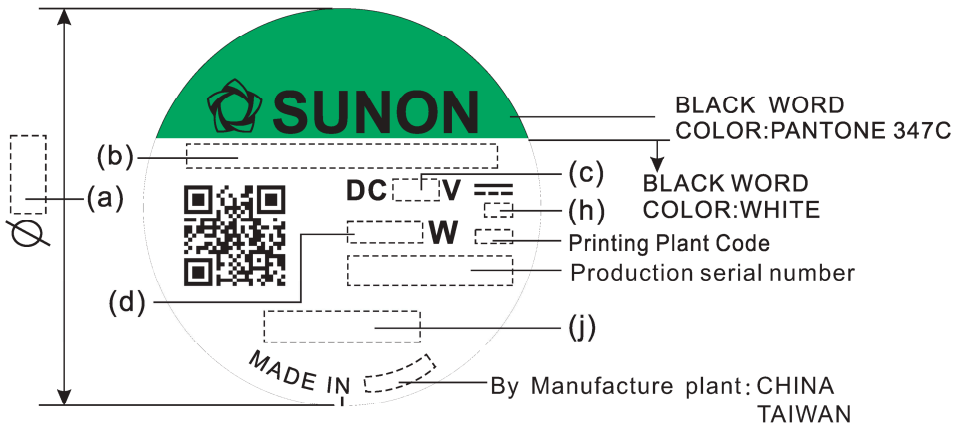 SUNON
BLACK WORD
COLOR:PANTONE 347C
(b)
(a)
DC V
(c)
BLACK WORD
COLOR:WHITE
(h)
Ø
W
Printing Plant Code
Production serial number
(d)
(j)
MADE IN
By Manufacture plant: CHINA
TAIWAN